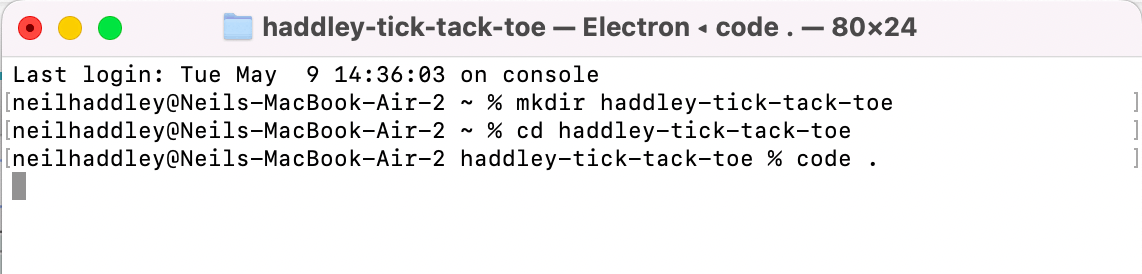 haddley-tick-tack-toe — Electron ◂ code . — 80×24
Last login: Tue May  9 14:36:03 on console
[neilhaddley@Neils-MacBook-Air-2 ~ % mkdir haddley-tick-tack-toe ]
[neilhaddley@Neils-MacBook-Air-2 ~ % cd haddley-tick-tack-toe ]
[neilhaddley@Neils-MacBook-Air-2 haddley-tick-tack-toe % code . ]